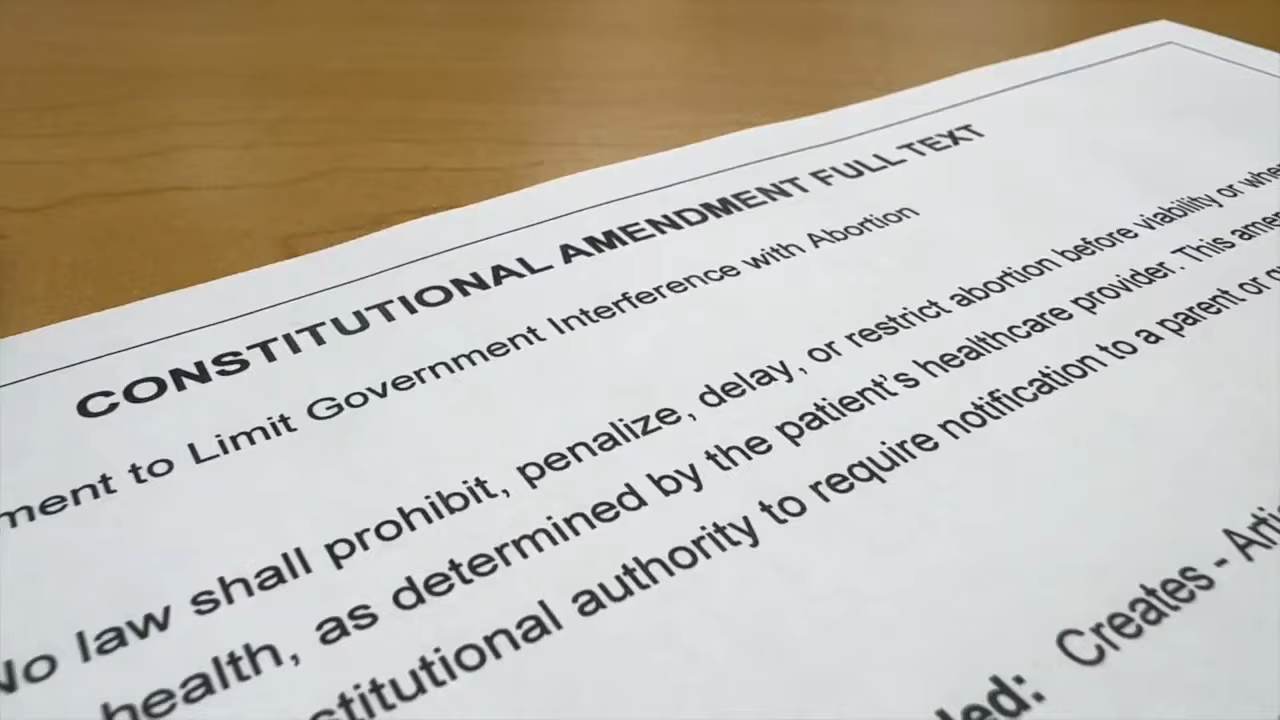 CONSTITUTIONAL AMENDMENT FULL TEXT
ment to Limit Government Interference with Abortion
No law shall prohibit, penalize, delay, or restrict abortion before viability or whe
health, as determined by the patient's healthcare provider. This ame
stitutional authority to require notification to a parent or g
ded: Creates - Arti